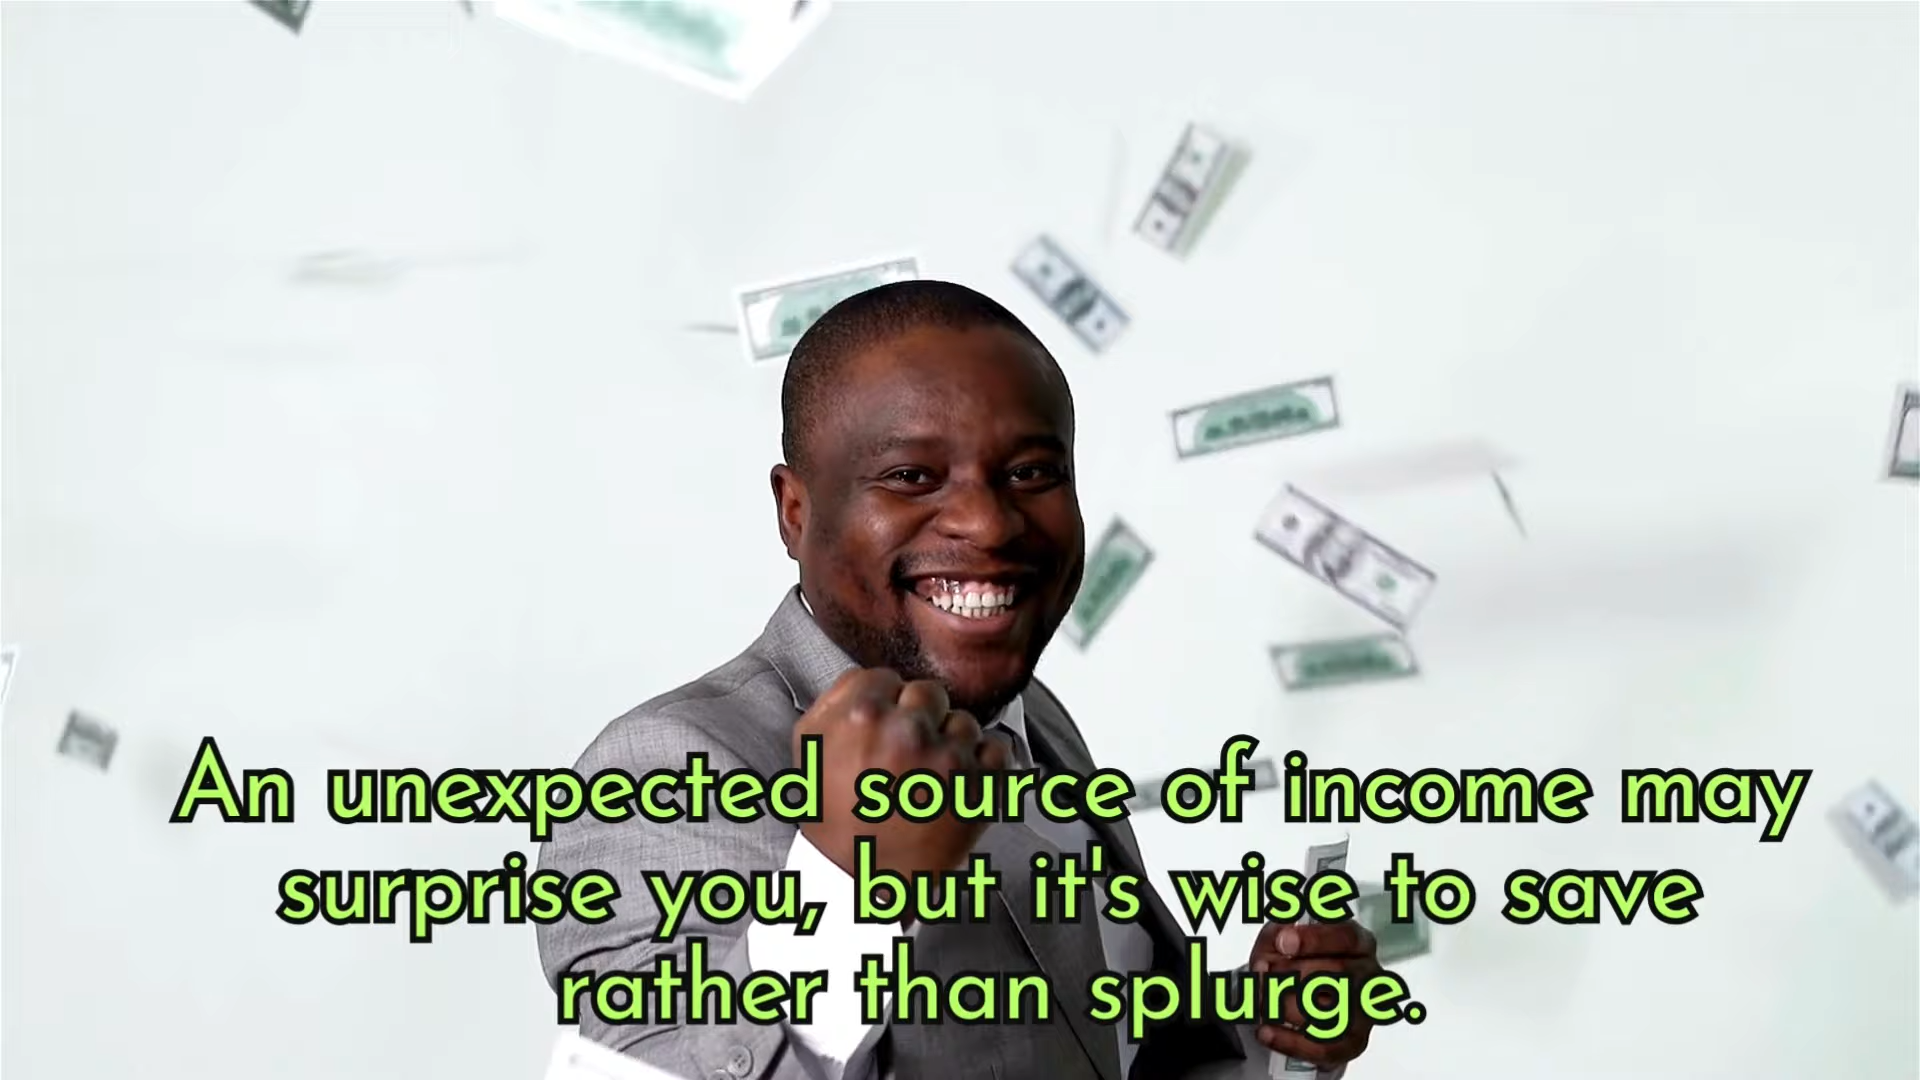 An unexpected source of income may
surprise you, but it's wise to save
rather than splurge.